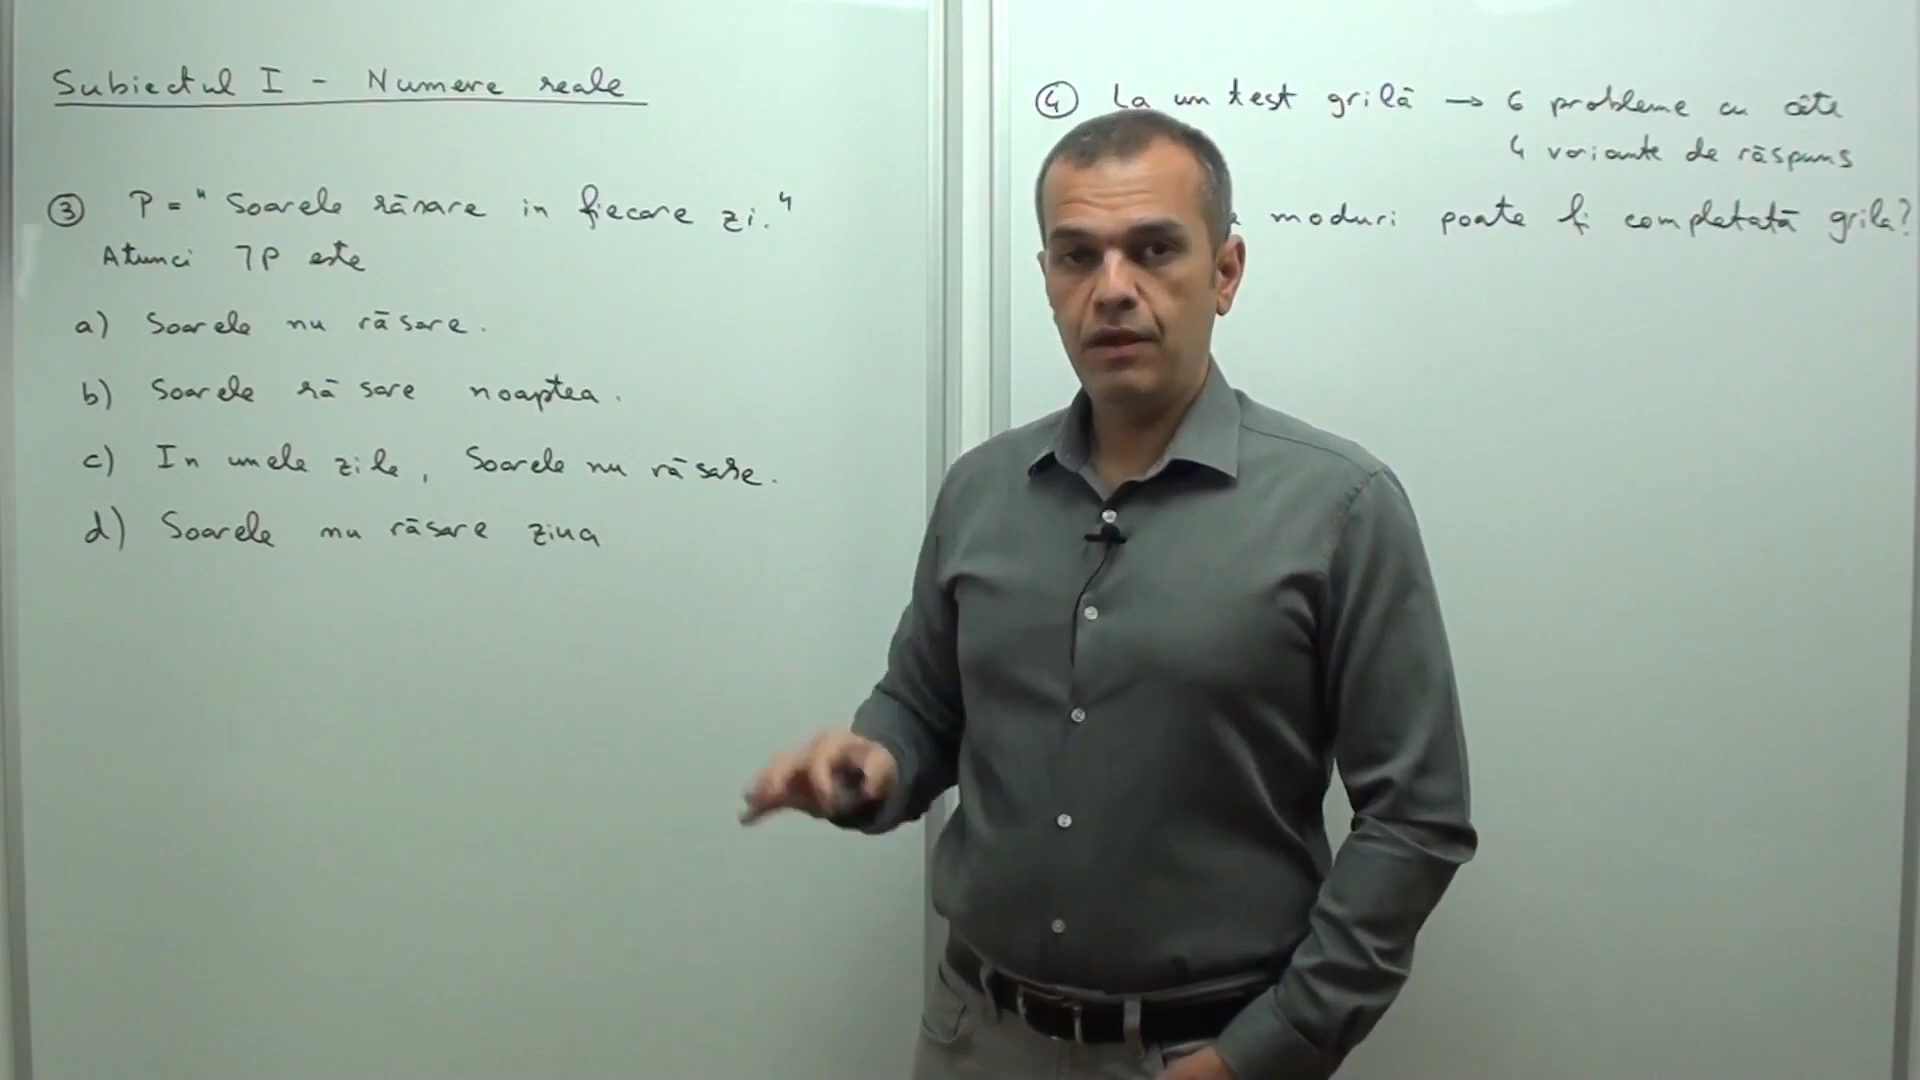 Subiectul I - Numere reale
③ P = "Soarele răsare in fiecare zi."
Atunci ⅂P este
a) Soarele nu răsare.
b) Soarele răsare noaptea.
c) In unele zile, Soarele nu răsare.
d) Soarele nu răsare ziua
④ La un test grilă → 6 probleme cu câte
4 variante de răspuns
moduri poate fi completată grila?